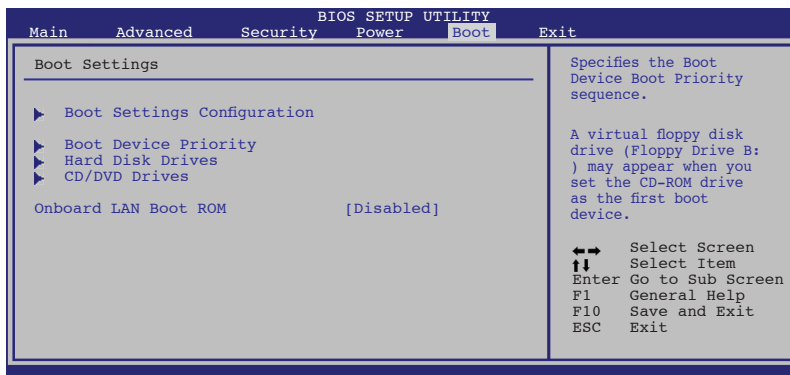 BIOS SETUP UTILITY
Main Advanced Security Power Boot Exit
Boot Settings
Boot Settings Configuration
Boot Device Priority
Hard Disk Drives
CD/DVD Drives
Onboard LAN Boot ROM [Disabled]
Specifies the Boot
Device Boot Priority
sequence.
A virtual floppy disk
drive (Floppy Drive B:
) may appear when you
set the CD-ROM drive
as the first boot
device.
←→ Select Screen
↑↓ Select Item
Enter Go to Sub Screen
F1 General Help
F10 Save and Exit
ESC Exit